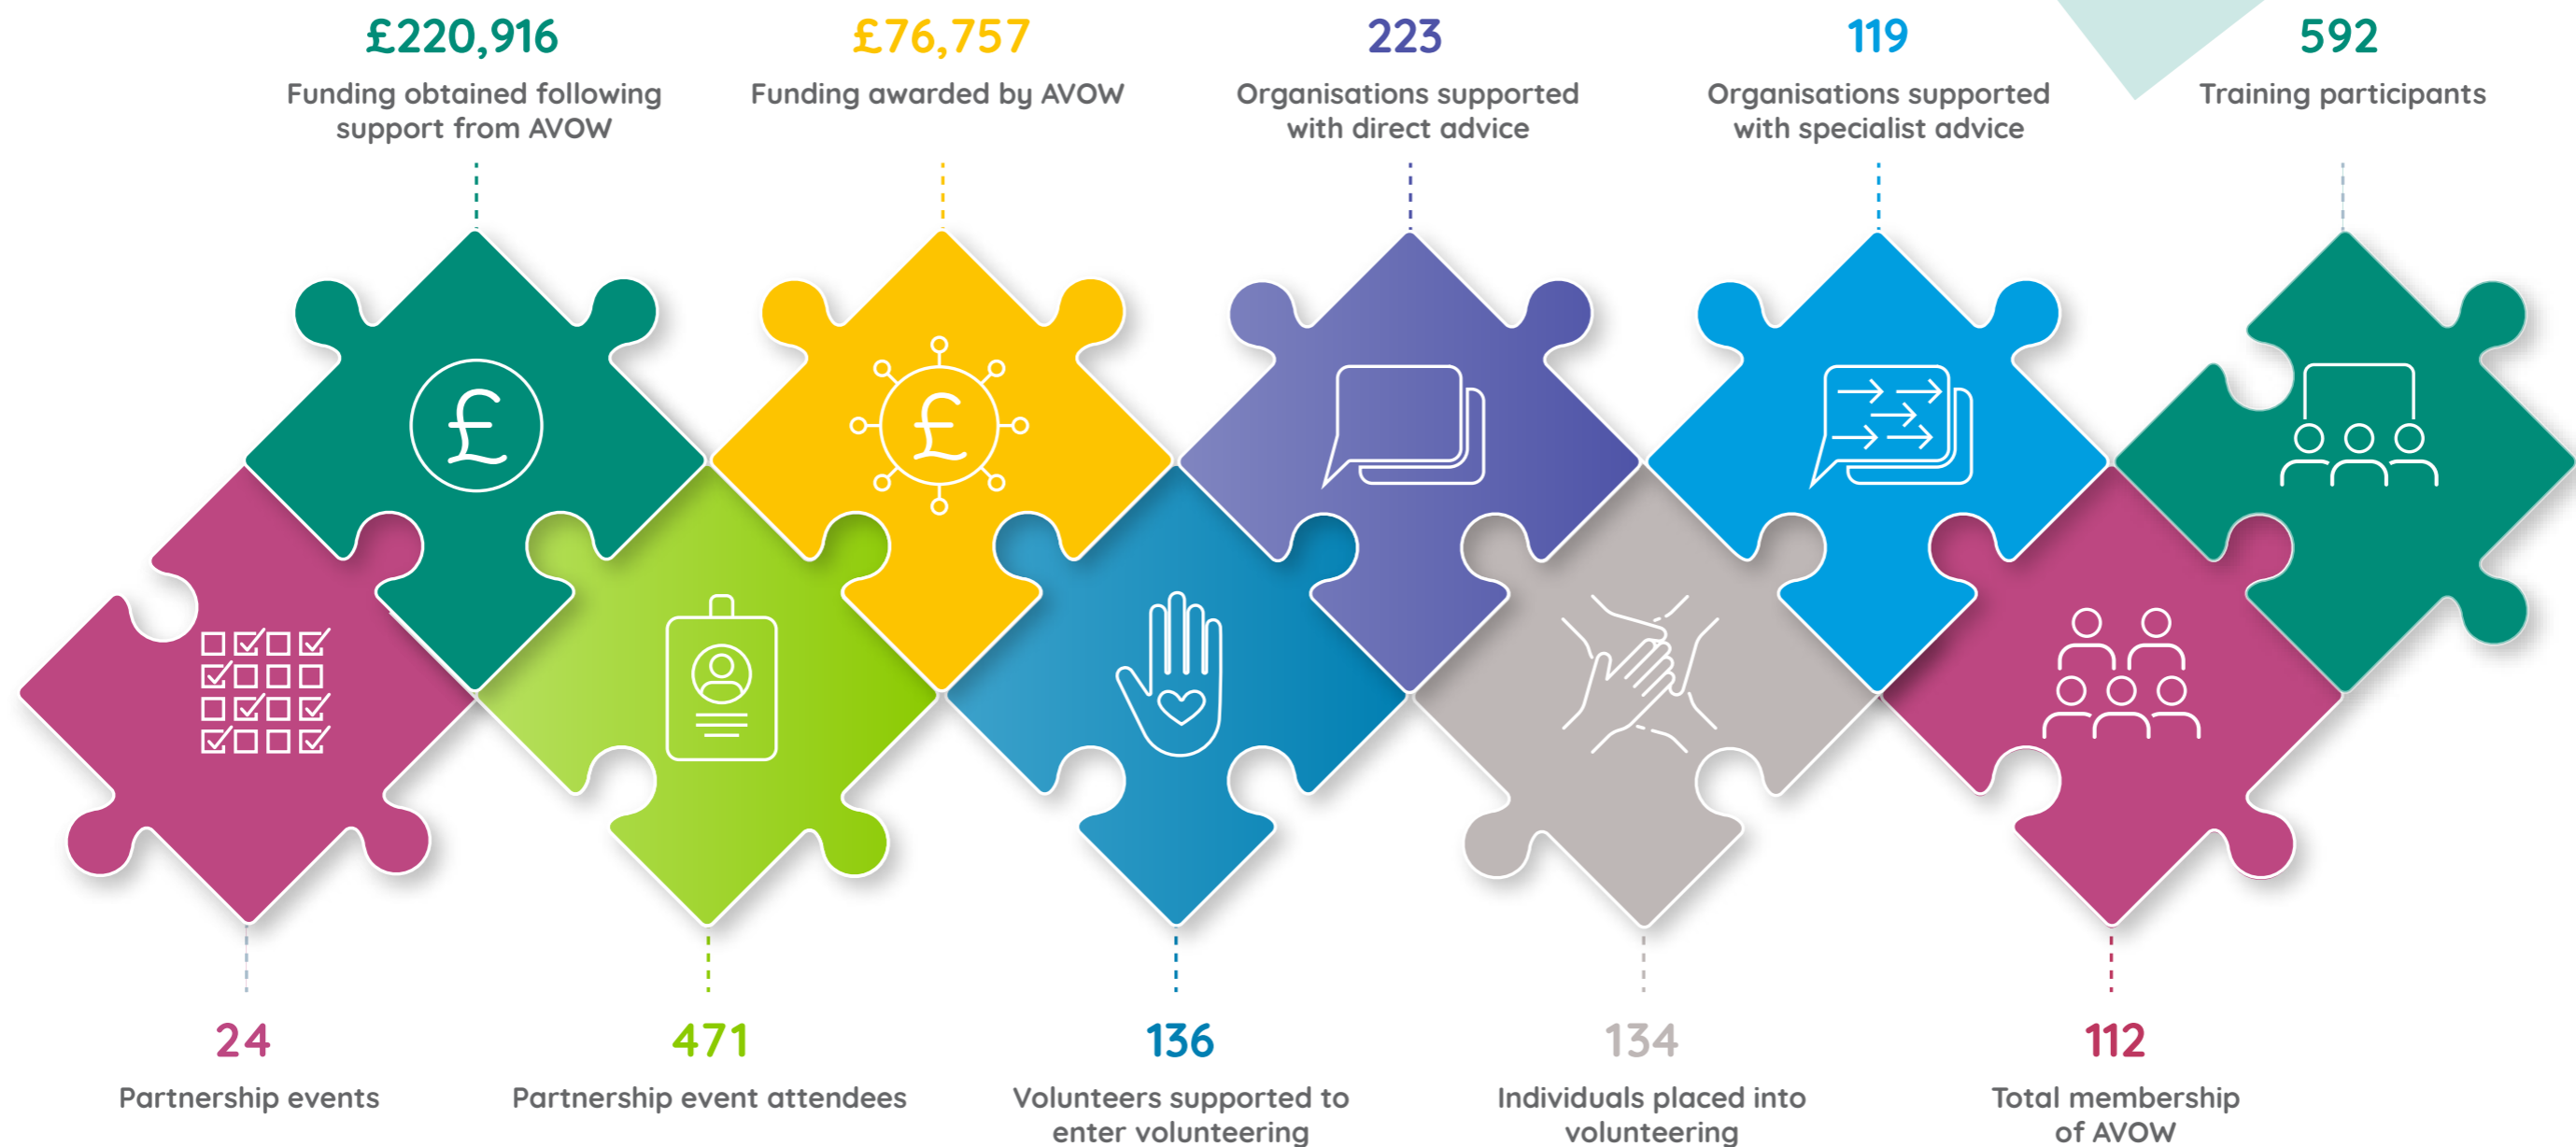 £220,916
Funding obtained following
support from AVOW
£76,757
Funding awarded by AVOW
223
Organisations supported
with direct advice
119
Organisations supported
with specialist advice
592
Training participants
£
£
24
Partnership events
471
Partnership event attendees
136
Volunteers supported to
enter volunteering
134
Individuals placed into
volunteering
112
Total membership
of AVOW